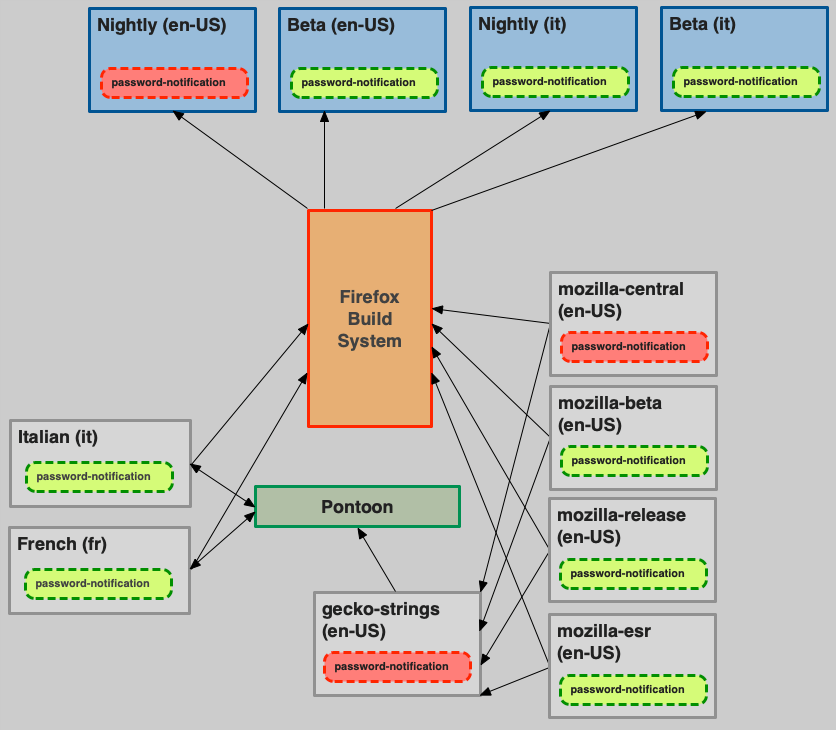 Nightly (en-US)
password-notification
Beta (en-US)
password-notification
Nightly (it)
password-notification
Beta (it)
password-notification
Firefox
Build
System
mozilla-central
(en-US)
password-notification
mozilla-beta
(en-US)
password-notification
Italian (it)
password-notification
Pontoon
mozilla-release
(en-US)
password-notification
French (fr)
password-notification
gecko-strings
(en-US)
password-notification
mozilla-esr
(en-US)
password-notification